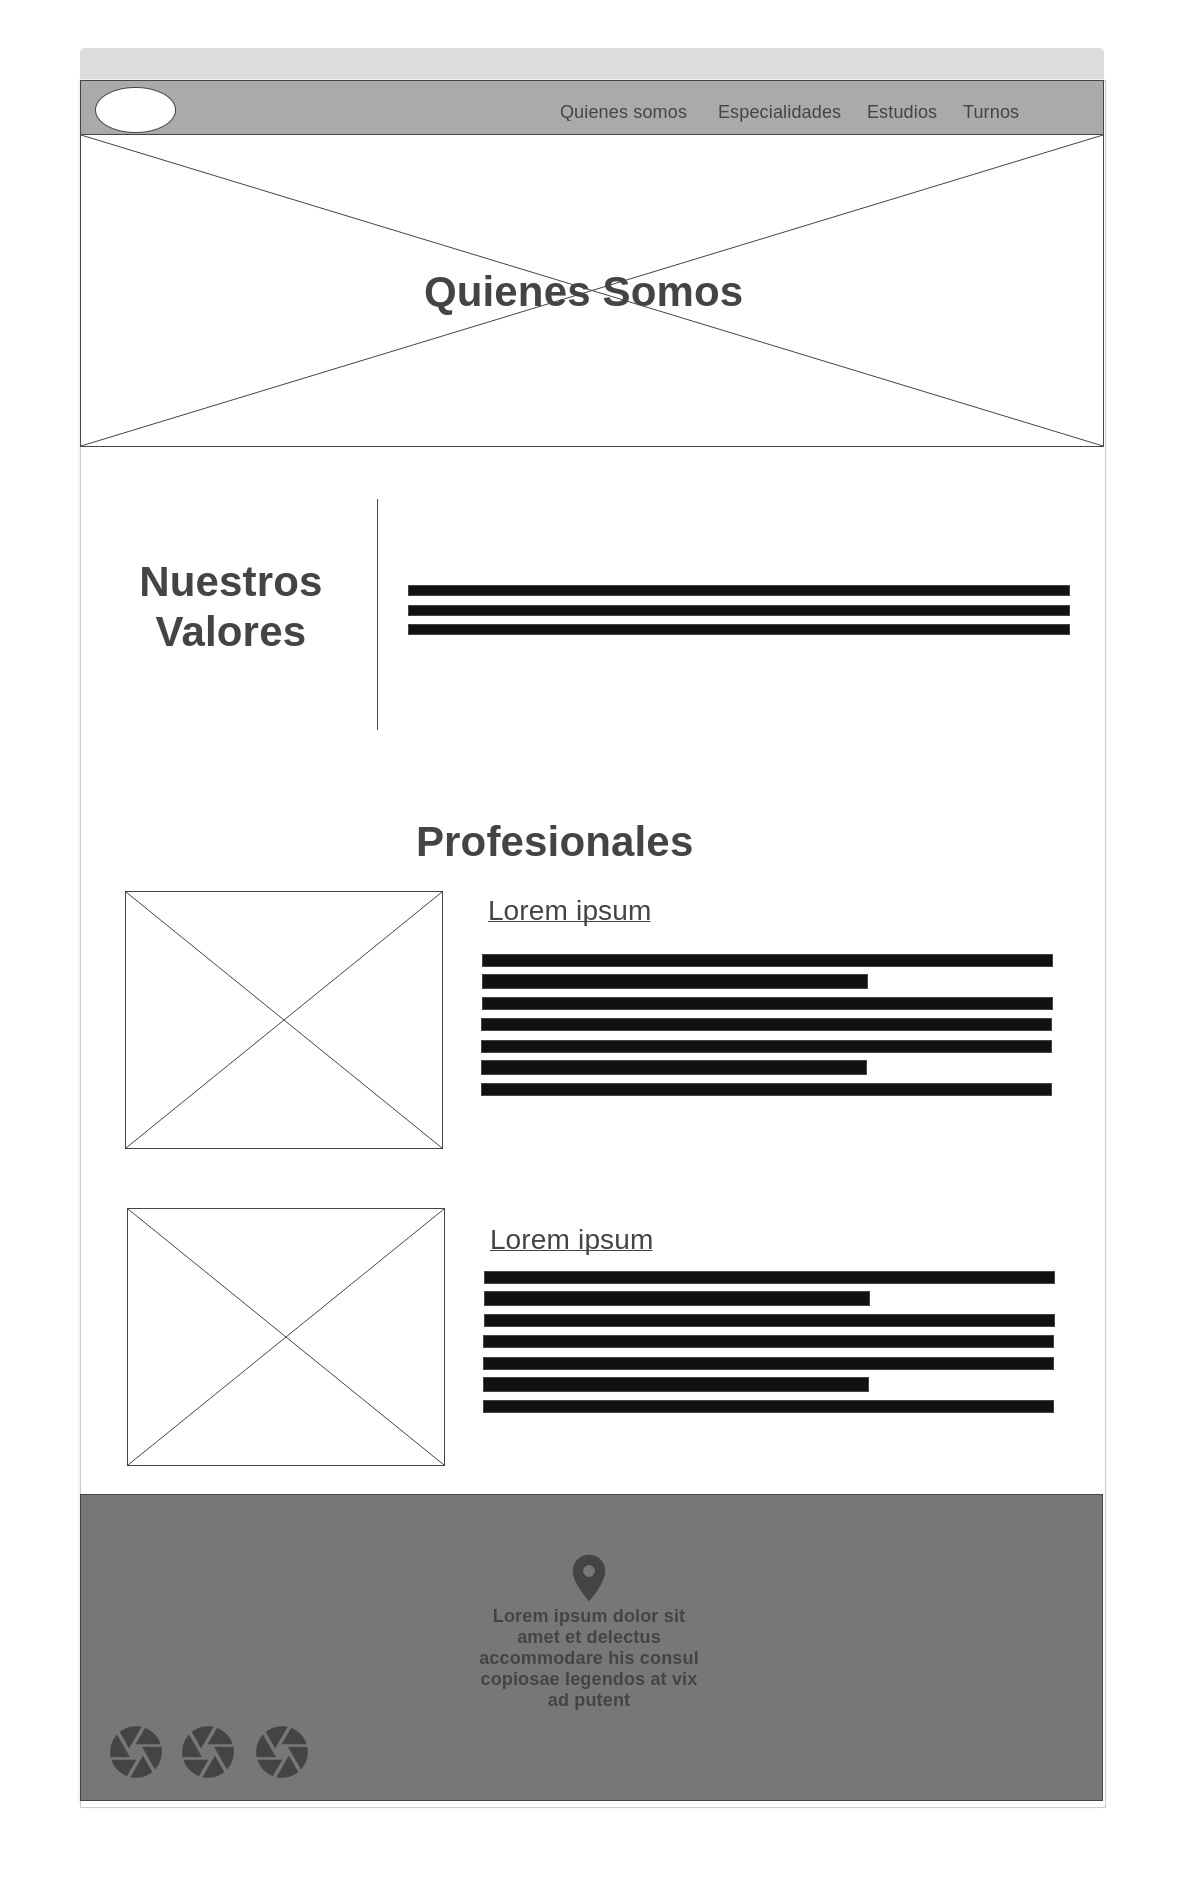 Quienes somos Especialidades Estudios Turnos
Quienes Somos
Nuestros
Valores
Profesionales
Lorem ipsum
Lorem ipsum
Lorem ipsum dolor sit
amet et delectus
accommodare his consul
copiosae legendos at vix
ad putent